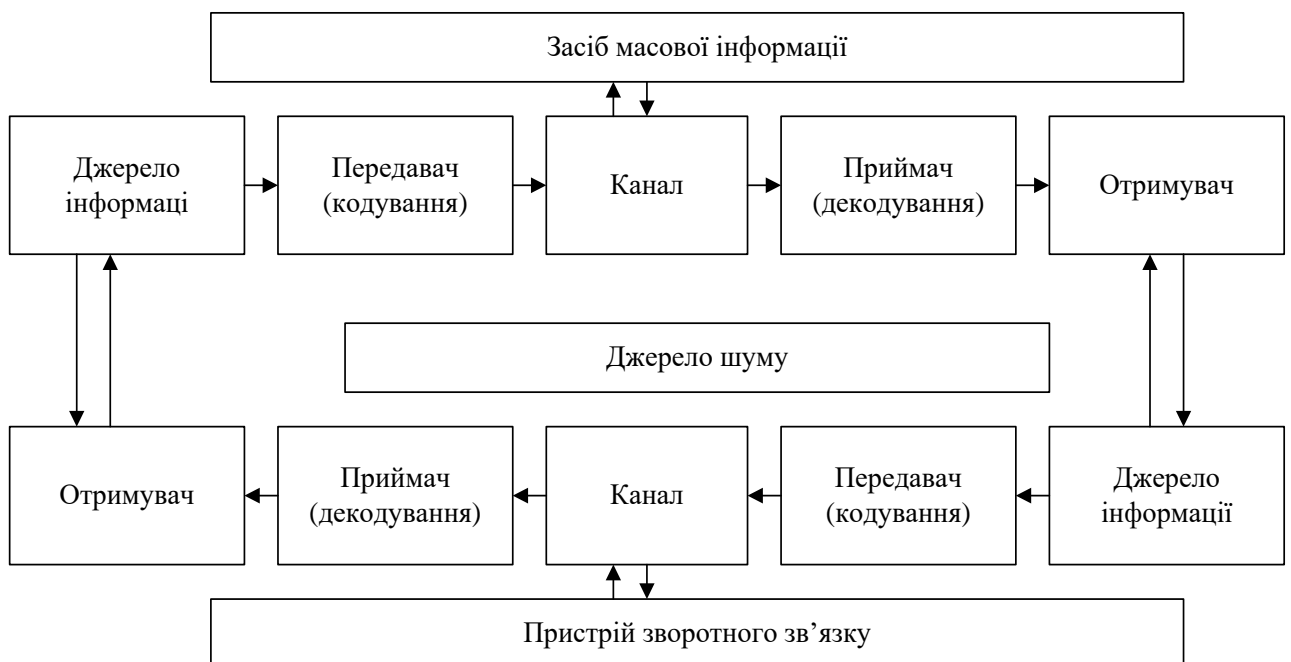 Засіб масової інформації
Джерело
інформаці
Передавач
(кодування)
Канал
Приймач
(декодування)
Отримувач
Джерело шуму
Отримувач
Приймач
(декодування)
Канал
Передавач
(кодування)
Джерело
інформації
Пристрій зворотного зв’язку